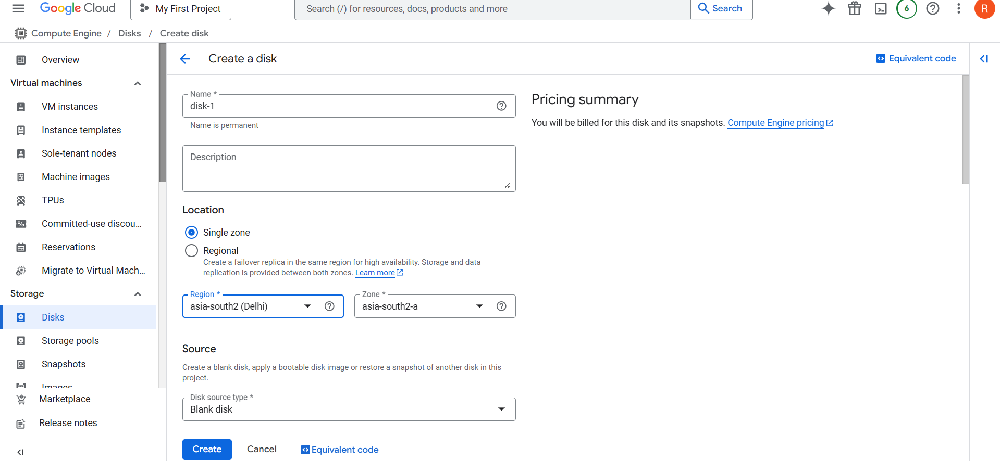 Google Cloud
My First Project
Search (/) for resources, docs, products and more
Search
6
R
Compute Engine / Disks / Create disk
Overview
Virtual machines
VM instances
Instance templates
Sole-tenant nodes
Machine images
TPUs
Committed-use discou...
Reservations
Migrate to Virtual Mach...
Storage
Disks
Storage pools
Snapshots
Images
Marketplace
Release notes
Create a disk
Equivalent code
Name *
disk-1
Name is permanent
Description
Location
Single zone
Regional
Create a failover replica in the same region for high availability. Storage and data
replication is provided between both zones. Learn more
Region *
asia-south2 (Delhi)
Zone *
asia-south2-a
Source
Create a blank disk, apply a bootable disk image or restore a snapshot of another disk in this
project.
Disk source type *
Blank disk
Create
Cancel
Equivalent code
Pricing summary
You will be billed for this disk and its snapshots. Compute Engine pricing